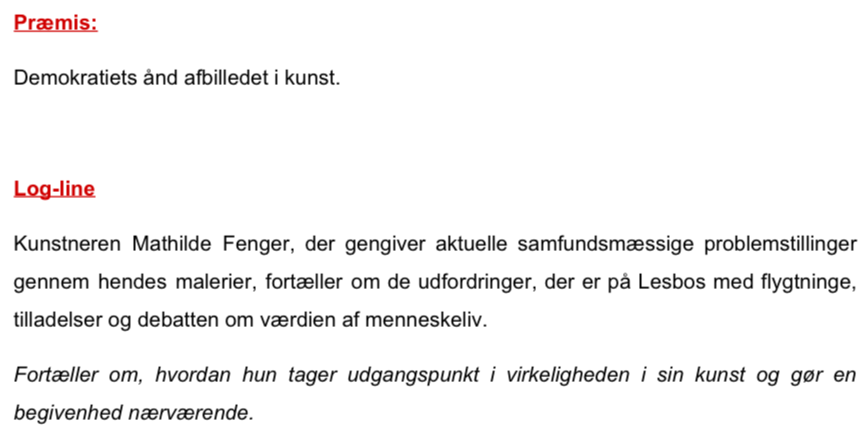 Præmis:
Demokratiets ånd afbilledet i kunst.
Log-line
Kunstneren Mathilde Fenger, der gengiver aktuelle samfundsmæssige problemstillinger
gennem hendes malerier, fortæller om de udfordringer, der er på Lesbos med flygtninge,
tilladelser og debatten om værdien af menneskeliv.
Fortæller om, hvordan hun tager udgangspunkt i virkeligheden i sin kunst og gør en
begivenhed nærværende.